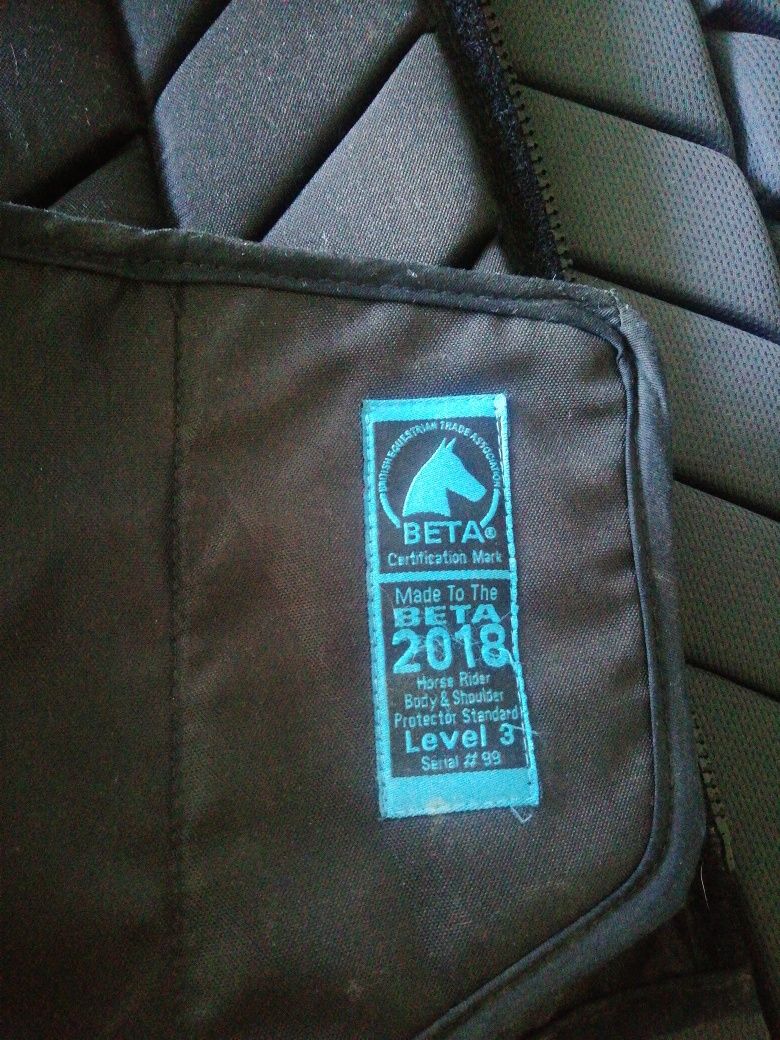 BRITISH EQUESTRIAN TRADE ASSOCIATION
BETA®
Certification Mark
Made To The
BETA
2018
Horse Rider
Body & Shoulder
Protector Standard
Level 3
Serial # 99